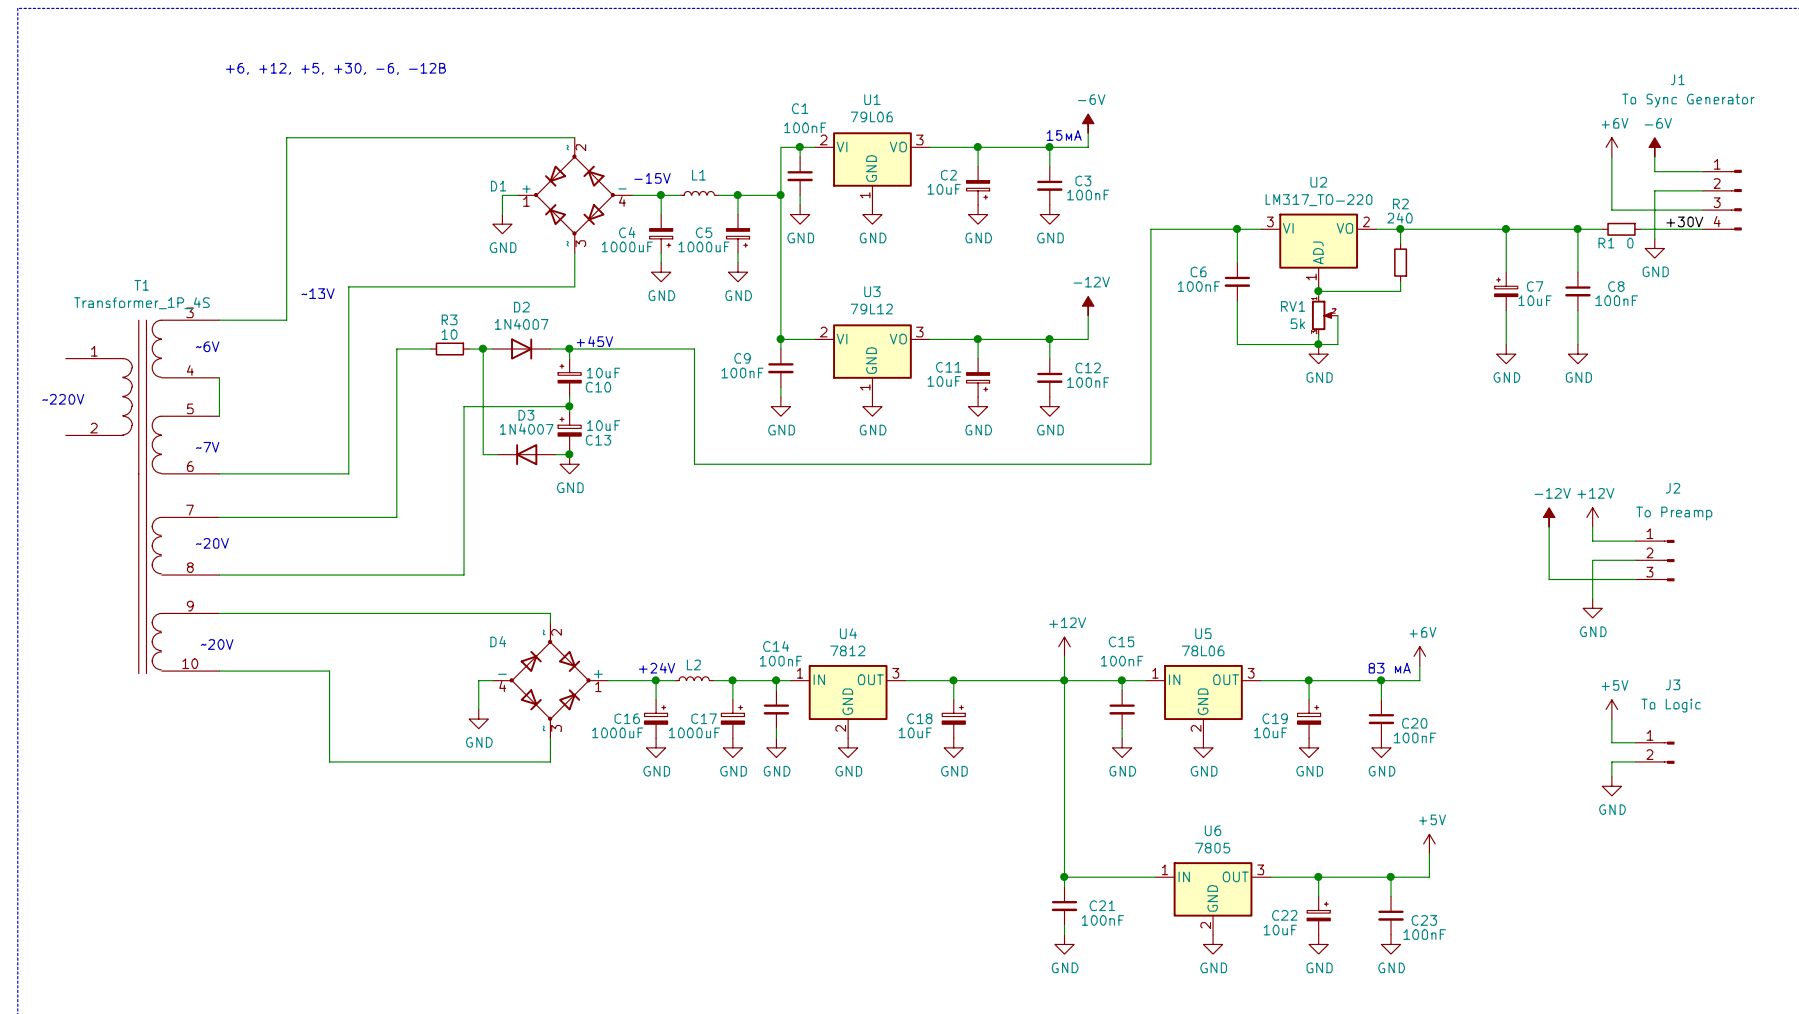 +6, +12, +5, +30, -6, -12В
T1
Transformer_1P_4S
~220V
1
2
3
~6V
4
5
~7V
6
7
~20V
8
9
~20V
10
~13V
D1
+
1
~
2
-
4
~
3
GND
-15V
L1
C4
1000uF
+
GND
C5
1000uF
+
GND
C1
100nF
GND
U1
79L06
2
VI
VO
3
GND
1
GND
C2
10uF
+
GND
15мА
-6V
C3
100nF
GND
U3
79L12
2
VI
VO
3
GND
1
GND
C9
100nF
GND
C11
10uF
+
GND
-12V
C12
100nF
GND
R3
10
D2
1N4007
+45V
+
10uF
C10
D3
1N4007
+
10uF
C13
GND
C6
100nF
U2
LM317_TO-220
3
VI
VO
2
ADJ
1
R2
240
RV1
5k
1
2
3
GND
C7
10uF
+
GND
C8
100nF
GND
R1 0
+30V
J1
To Sync Generator
+6V
-6V
1
2
3
4
GND
J2
To Preamp
-12V
+12V
1
2
3
GND
J3
To Logic
+5V
1
2
GND
D4
~
2
-
4
+
1
~
3
GND
+24V
L2
C16
1000uF
+
GND
C17
1000uF
+
GND
C14
100nF
GND
U4
7812
1
IN
OUT
3
GND
2
GND
C18
10uF
+
GND
+12V
C15
100nF
GND
U5
78L06
1
IN
OUT
3
GND
2
GND
C19
10uF
+
GND
83 мА
+6V
C20
100nF
GND
C21
100nF
GND
U6
7805
1
IN
OUT
3
GND
2
GND
C22
10uF
+
GND
+5V
C23
100nF
GND